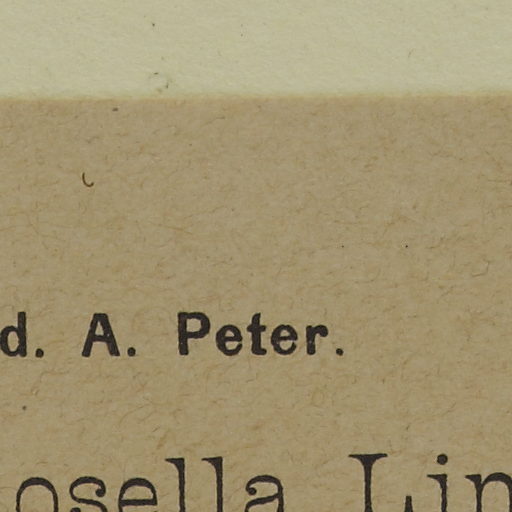 d. A. Peter.
osella Lin